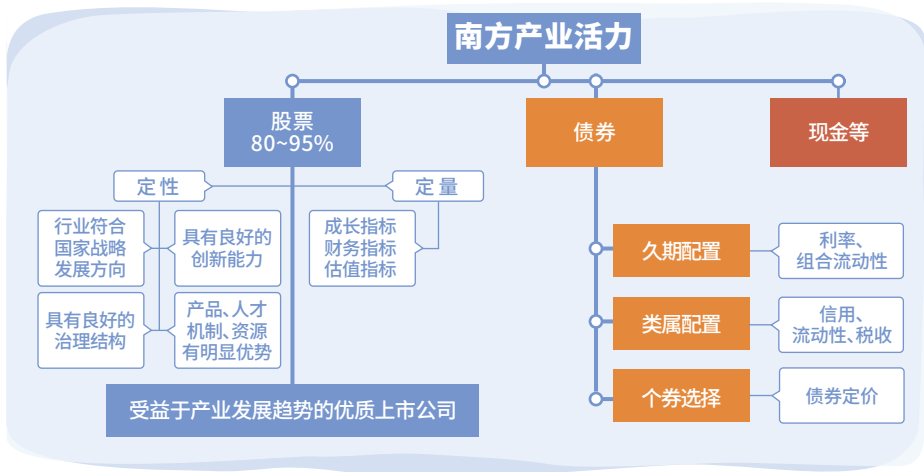 南方产业活力
股票
80~95%
债券
现金等
定性
定量
行业符合
国家战略
发展方向
具有良好的
创新能力
成长指标
财务指标
估值指标
具有良好的
治理结构
产品、人才
机制、资源
有明显优势
受益于产业发展趋势的优质上市公司
久期配置
利率、
组合流动性
类属配置
信用、
流动性、税收
个券选择
债券定价